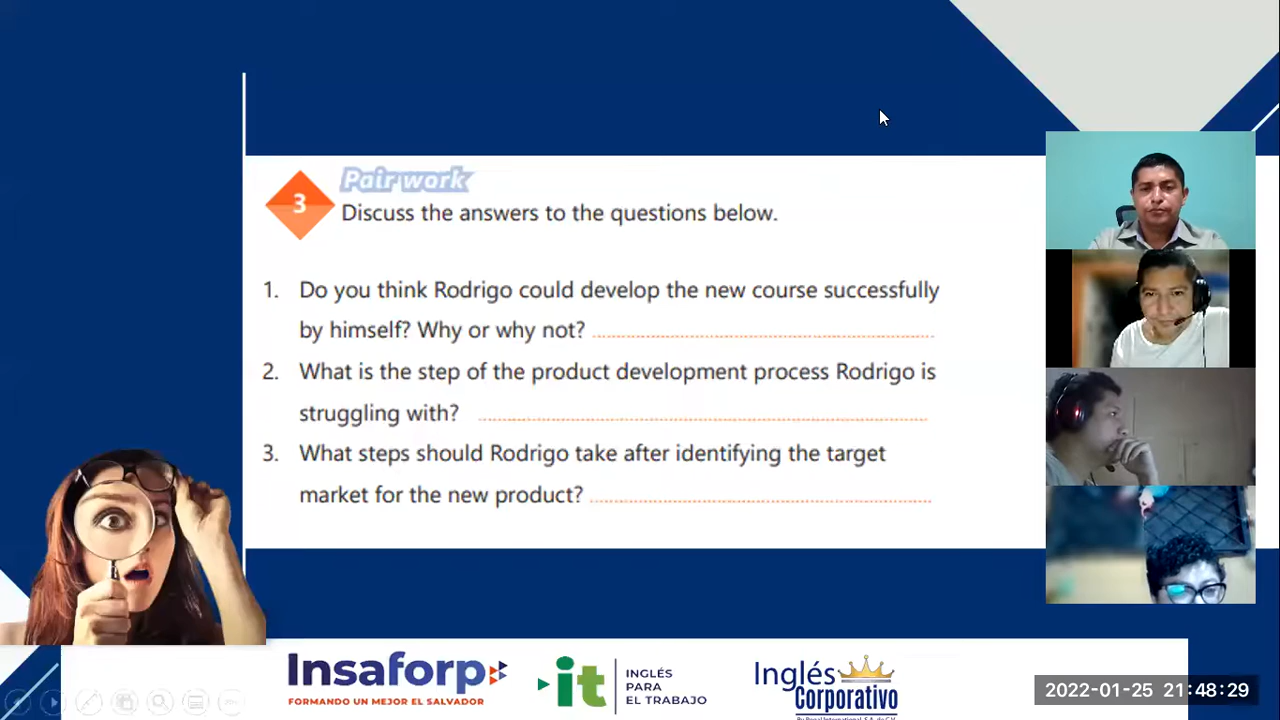 3
Pair work
Discuss the answers to the questions below.
1. Do you think Rodrigo could develop the new course successfully
by himself? Why or why not?
2. What is the step of the product development process Rodrigo is
struggling with?
3. What steps should Rodrigo take after identifying the target
market for the new product?
Insaforp
FORMANDO UN MEJOR EL SALVADOR
it
INGLÉS
PARA
EL TRABAJO
Inglés
Corporativo
2022-01-25 21:48:29